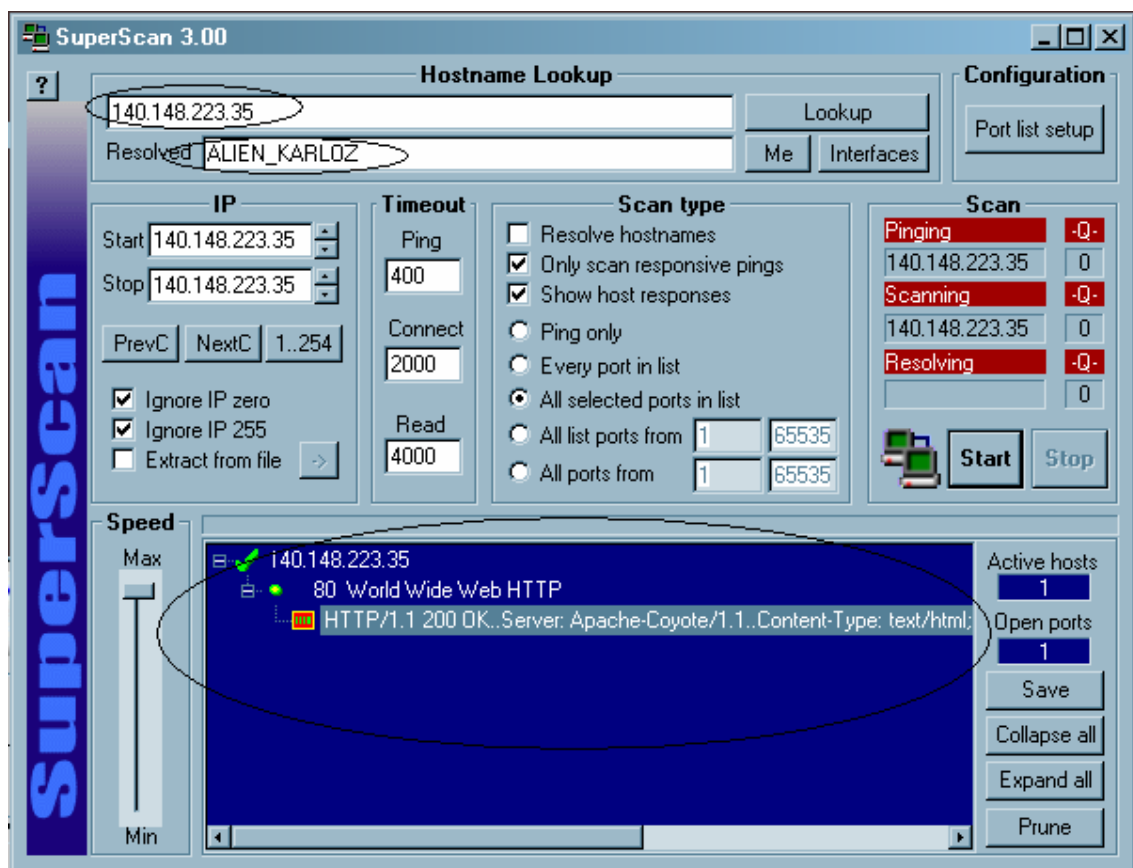 SuperScan 3.00
Hostname Lookup
140.148.223.35
Lookup
Resolved ALIEN_KARLOZ
Me Interfaces
Configuration
Port list setup
?
SuperScan
IP
Start 140.148.223.35
Stop 140.148.223.35
PrevC NextC 1..254
Ignore IP zero
Ignore IP 255
Extract from file ->
Timeout
Ping
400
Connect
2000
Read
4000
Scan type
Resolve hostnames
Only scan responsive pings
Show host responses
Ping only
Every port in list
All selected ports in list
All list ports from 1 65535
All ports from 1 65535
Scan
Pinging -Q-
140.148.223.35 0
Scanning -Q-
140.148.223.35 0
Resolving -Q-
0
Start Stop
Speed
Max
Min
140.148.223.35
80 World Wide Web HTTP
HTTP/1.1 200 OK..Server: Apache-Coyote/1.1..Content-Type: text/html;
Active hosts
1
Open ports
1
Save
Collapse all
Expand all
Prune